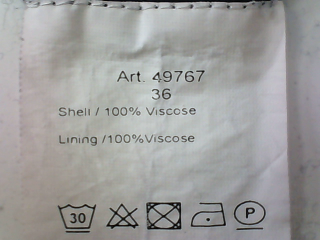 Art. 49767
36
Shell / 100% Viscose
Lining /100%Viscose
30 P